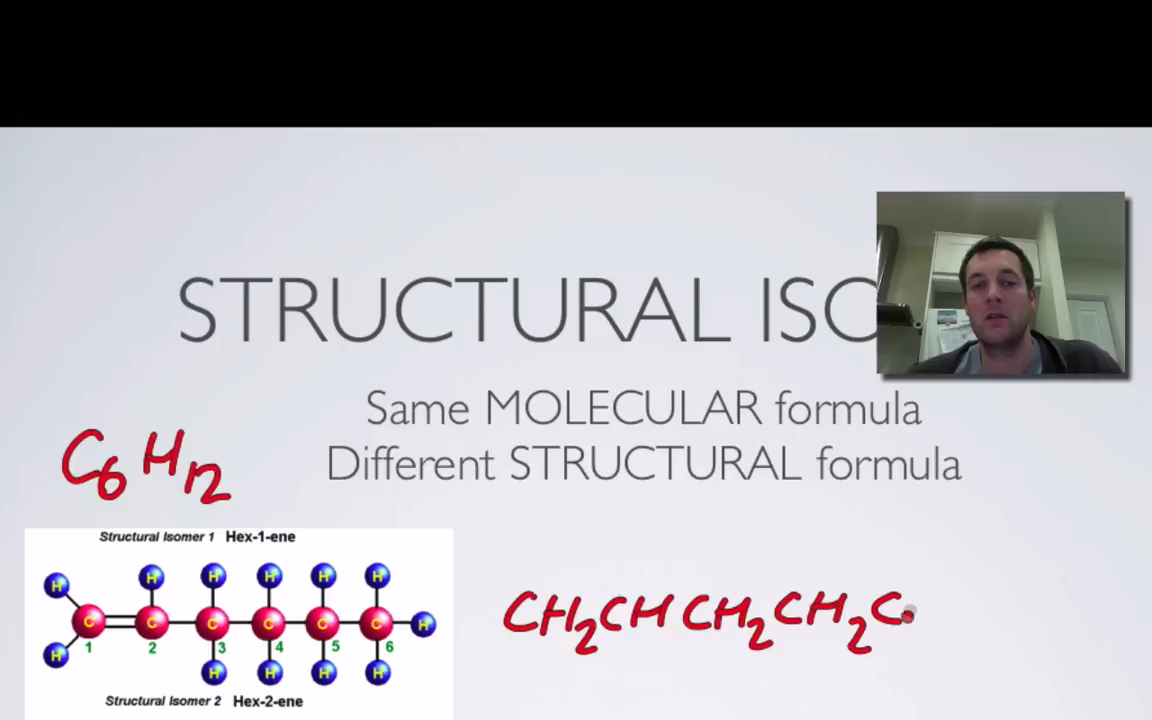 STRUCTURAL ISO
Same MOLECULAR formula
Different STRUCTURAL formula
C6H12
Structural Isomer 1 Hex-1-ene
H H H H H H
C C C C C C H
H 1 2 3 4 5 6
H H H H
Structural Isomer 2 Hex-2-ene
CH2CHCH2CH2C